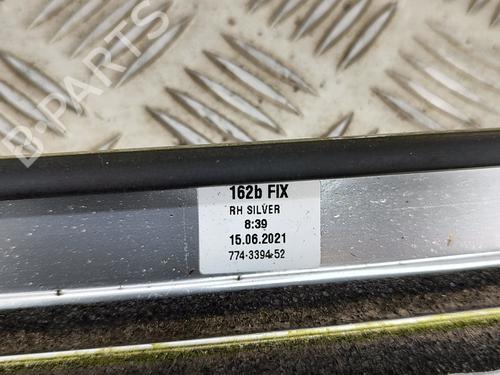 B-Parts
162b FIX
RH SILVER
8:39
15.06.2021
774-3394-52